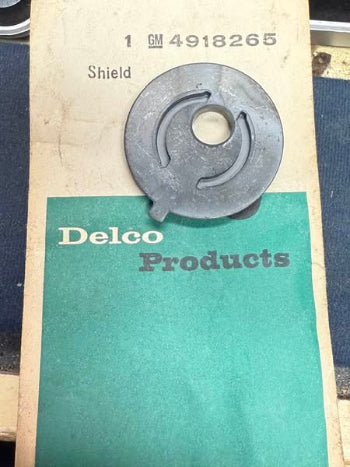 1 GM 4918265
Shield
Delco
Products